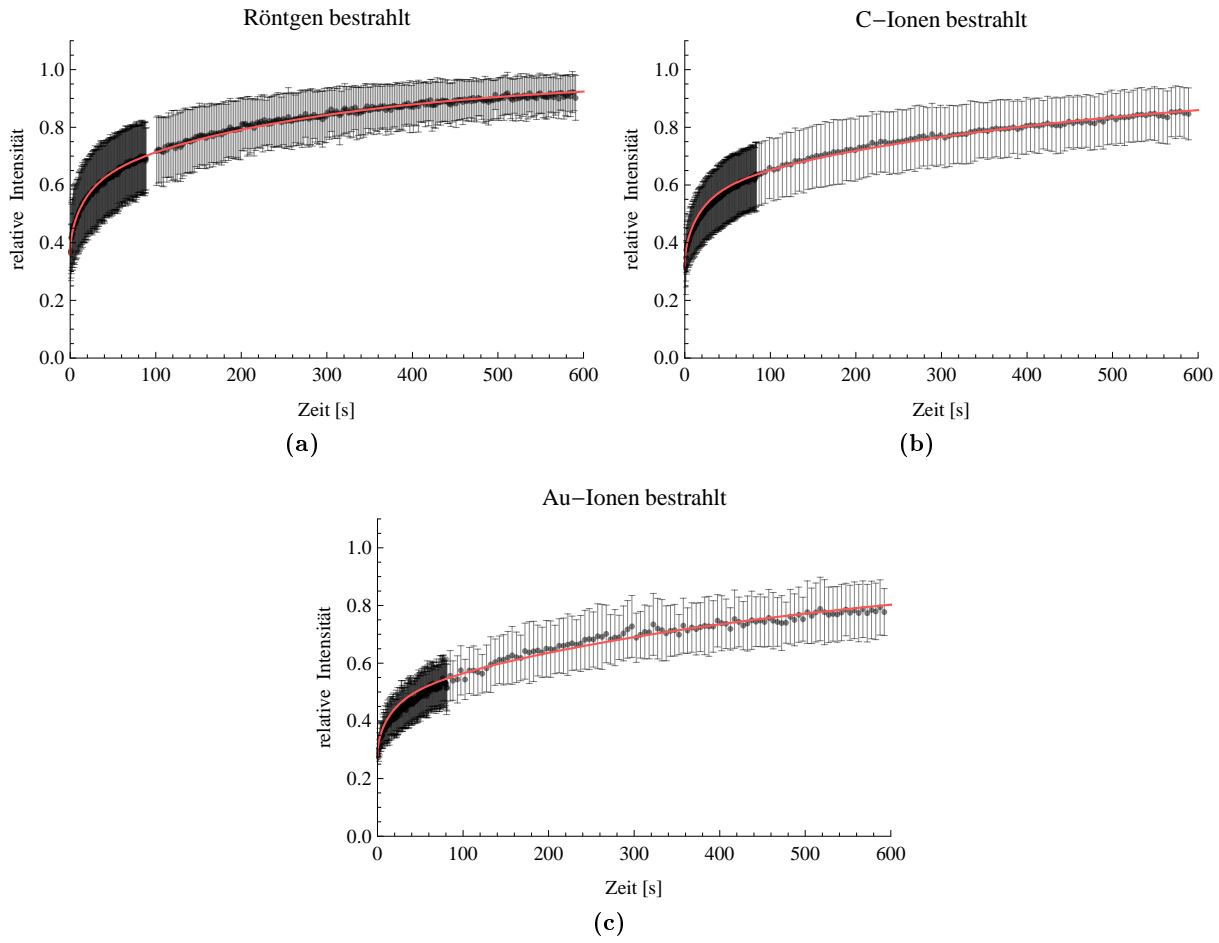 Röntgen bestrahlt
relative Intensität
1.0
0.8
0.6
0.4
0.2
0.0
0 100 200 300 400 500 600
Zeit [s]
(a)
C−Ionen bestrahlt
relative Intensität
1.0
0.8
0.6
0.4
0.2
0.0
0 100 200 300 400 500 600
Zeit [s]
(b)
Au−Ionen bestrahlt
relative Intensität
1.0
0.8
0.6
0.4
0.2
0.0
0 100 200 300 400 500 600
Zeit [s]
(c)